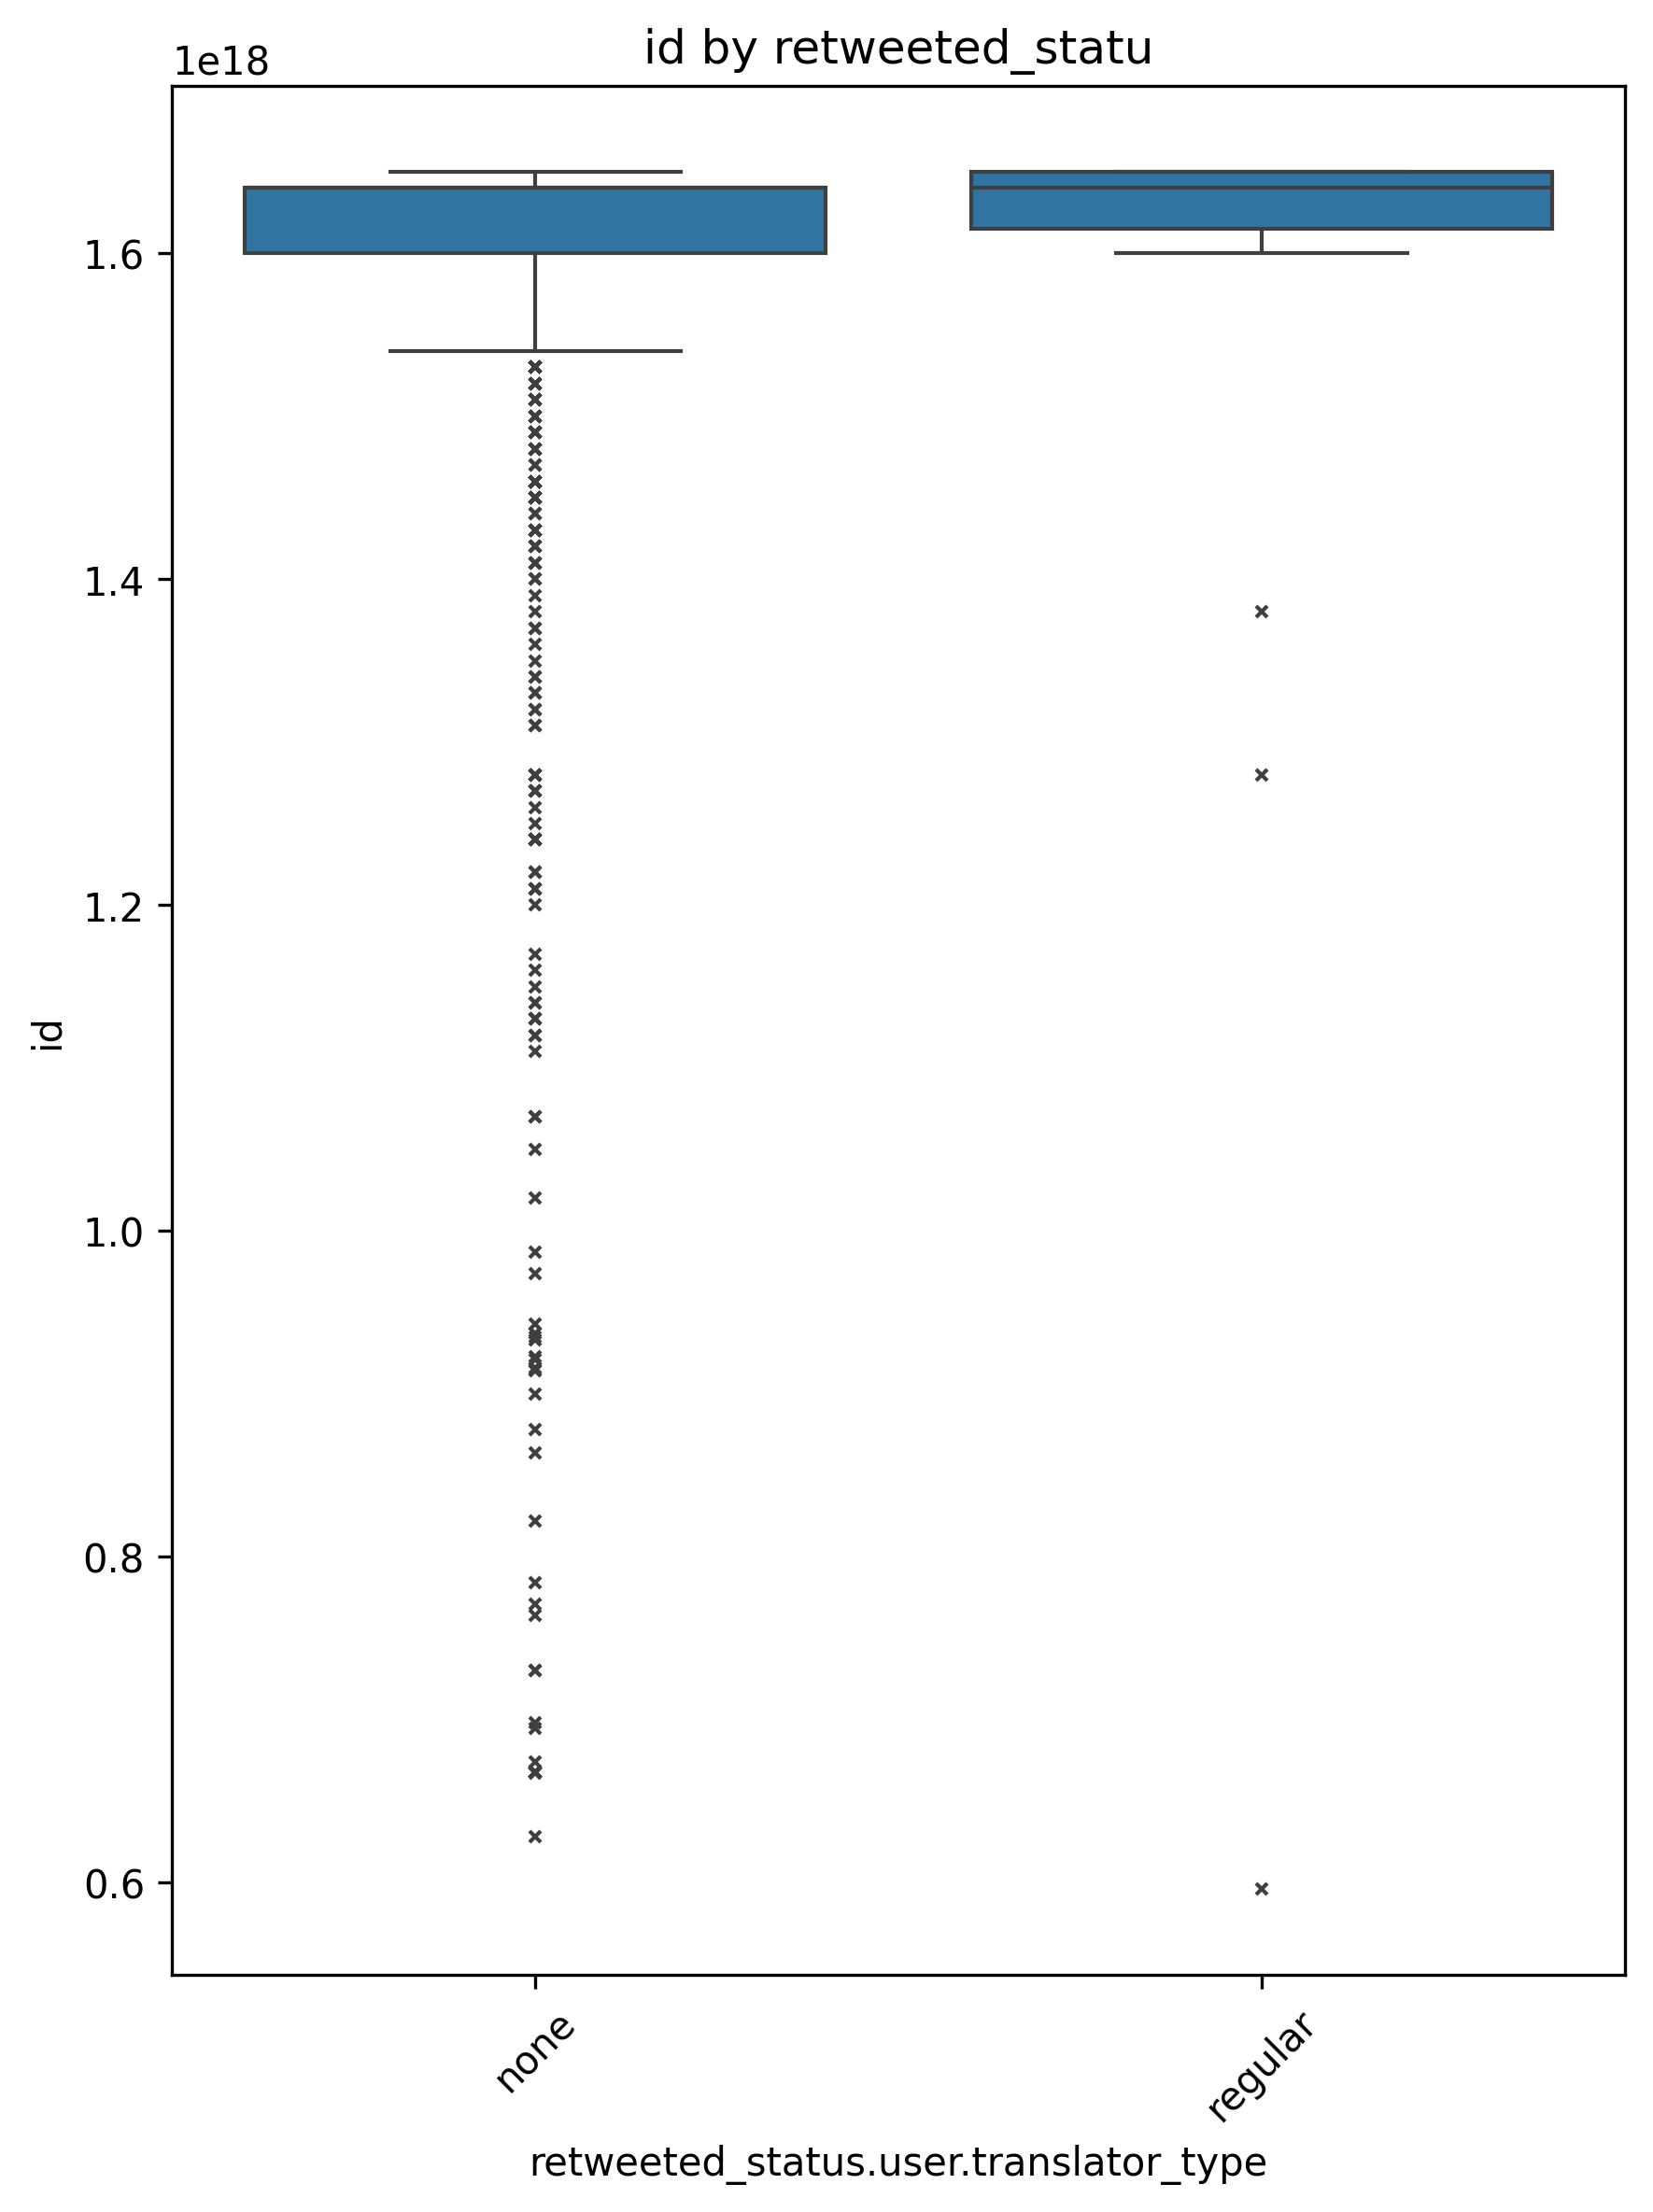 id by retweeted_statu
1e18
1.6
1.4
1.2
1.0
0.8
0.6
id
none
regular
retweeted_status.user.translator_type